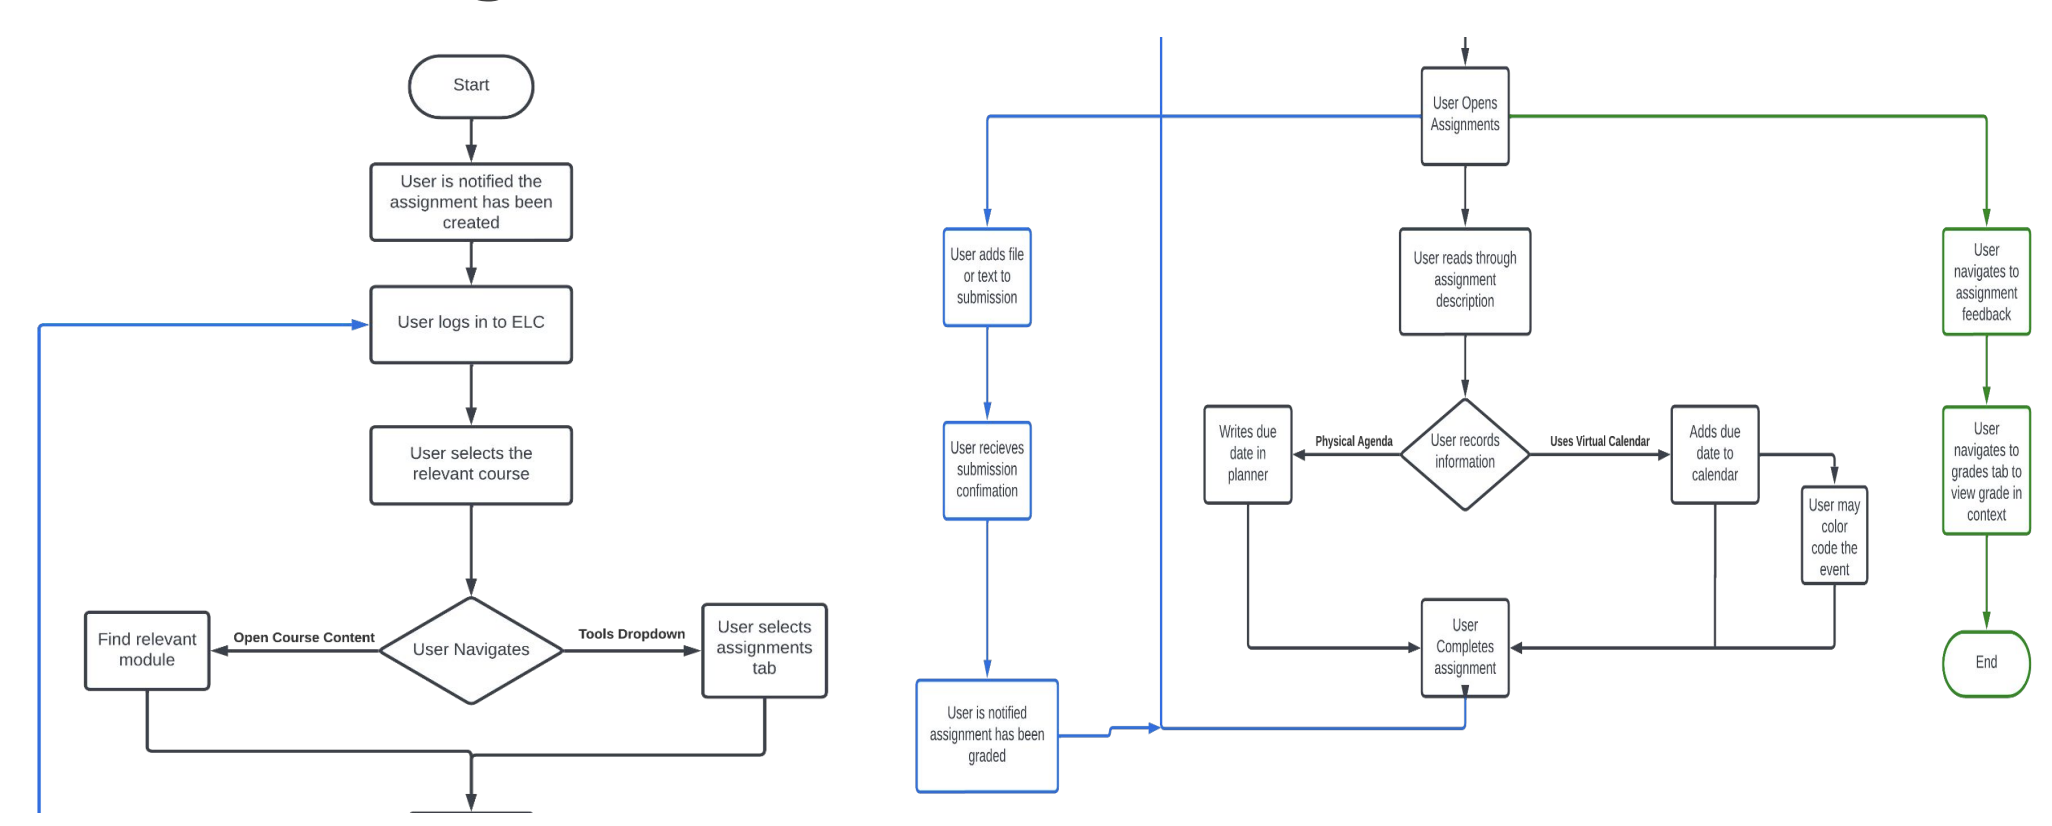 Start
User is notified the
assignment has been
created
User logs in to ELC
User selects the
relevant course
User Navigates
Open Course Content
Find relevant
module
Tools Dropdown
User selects
assignments
tab
User Opens
Assignments
User adds file
or text to
submission
User recieves
submission
confimation
User is notified
assignment has been
graded
User reads through
assignment
description
User records
information
Physical Agenda
Writes due
date in
planner
Uses Virtual Calendar
Adds due
date to
calendar
User may
color
code the
event
User
Completes
assignment
User
navigates to
assignment
feedback
User
navigates to
grades tab to
view grade in
context
End